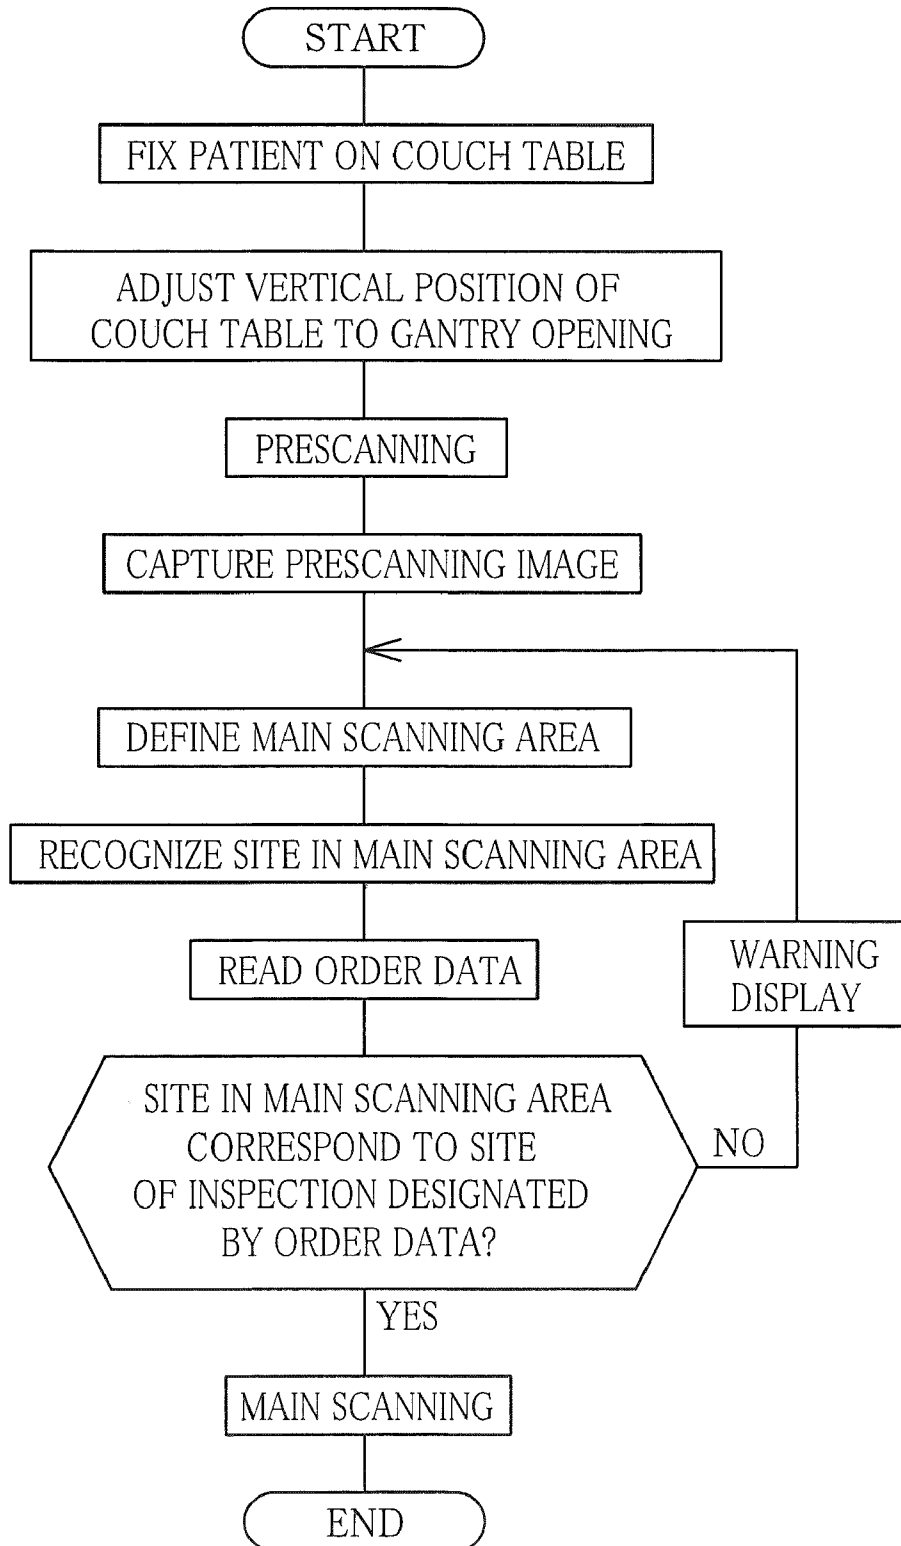 START
FIX PATIENT ON COUCH TABLE
ADJUST VERTICAL POSITION OF
COUCH TABLE TO GANTRY OPENING
PRESCANNING
CAPTURE PRESCANNING IMAGE
DEFINE MAIN SCANNING AREA
RECOGNIZE SITE IN MAIN SCANNING AREA
READ ORDER DATA
WARNING
DISPLAY
SITE IN MAIN SCANNING AREA
CORRESPOND TO SITE
OF INSPECTION DESIGNATED
BY ORDER DATA?
NO
YES
MAIN SCANNING
END